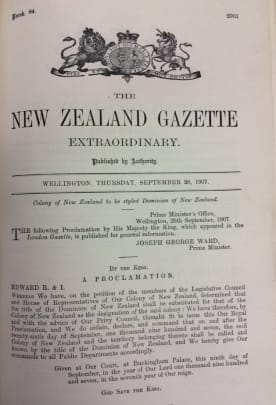 2961
THE
NEW ZEALAND GAZETTE
EXTRAORDINARY.
Published by Authority.
WELLINGTON, THURSDAY, SEPTEMBER 26, 1907.
Colony of New Zealand to be styled Dominion of New Zealand.
Prime Minister's Office,
Wellington, 26th September, 1907.
THE following Proclamation by His Majesty the King, which appeared in the
London Gazette, is published for general information.
JOSEPH GEORGE WARD,
Prime Minister.
BY THE KING.
A PROCLAMATION.
EDWARD R. & I.
WHEREAS We have, on the petition of the members of the Legislative Council
and House of Representatives of Our Colony of New Zealand, determined that
the title of the Dominion of New Zealand shall be substituted for that of the
Colony of New Zealand as the designation of the said colony: We have therefore, by
and with the advice of Our Privy Council, thought fit to issue this Our Royal
Proclamation, and We do ordain, declare, and command that on and after the
twenty-ninth day of September, one thousand nine hundred and seven, the said
Colony of New Zealand and the territory belonging thereto shall be called and
known by the title of the Dominion of New Zealand, and We hereby give Our
commands to all Public Departments accordingly.
Given at Our Court, at Buckingham Palace, this ninth day of
September, in the year of Our Lord one thousand nine hundred
and seven, in the seventh year of Our reign.
GOD SAVE THE KING.